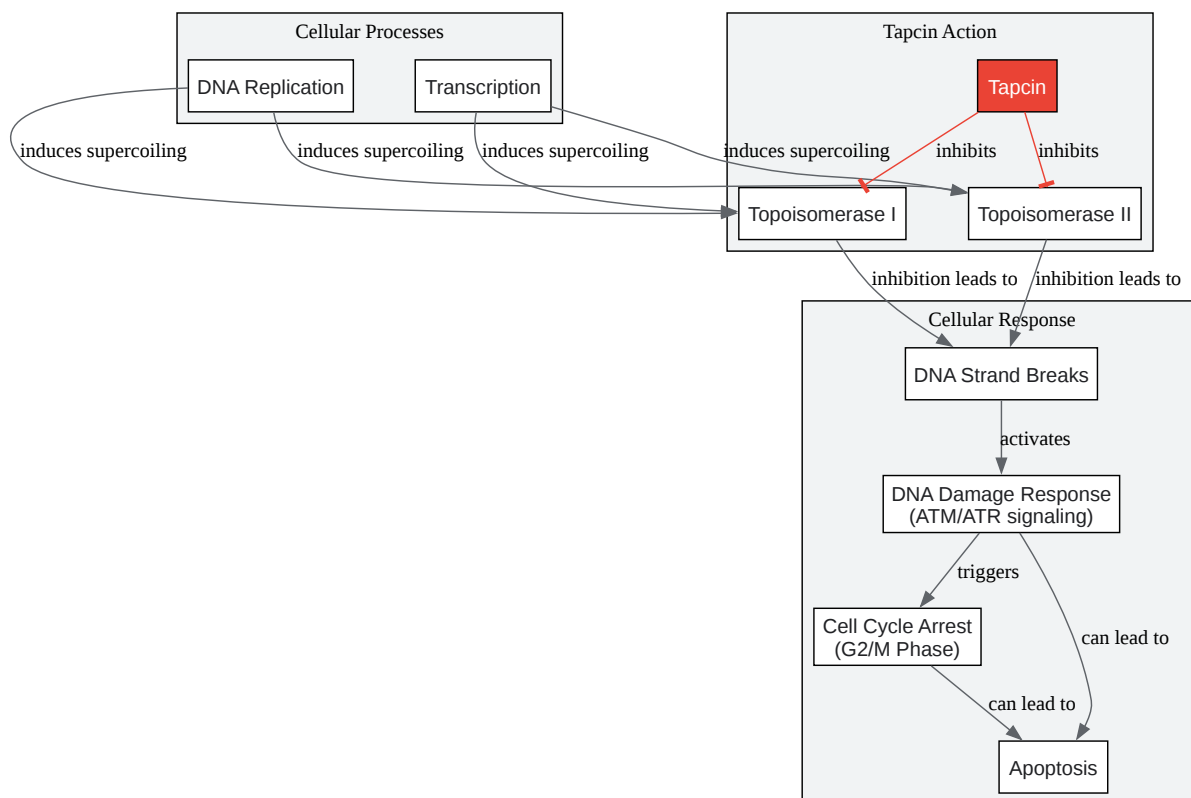 Cellular Processes
Tapcin Action
DNA Replication
Transcription
Tapcin
induces supercoiling
induces supercoiling
induces supercoiling
induces supercoiling
inhibits
inhibits
Topoisomerase I
Topoisomerase II
inhibition leads to
inhibition leads to
Cellular Response
DNA Strand Breaks
activates
DNA Damage Response
(ATM/ATR signaling)
triggers
Cell Cycle Arrest
(G2/M Phase)
can lead to
can lead to
Apoptosis